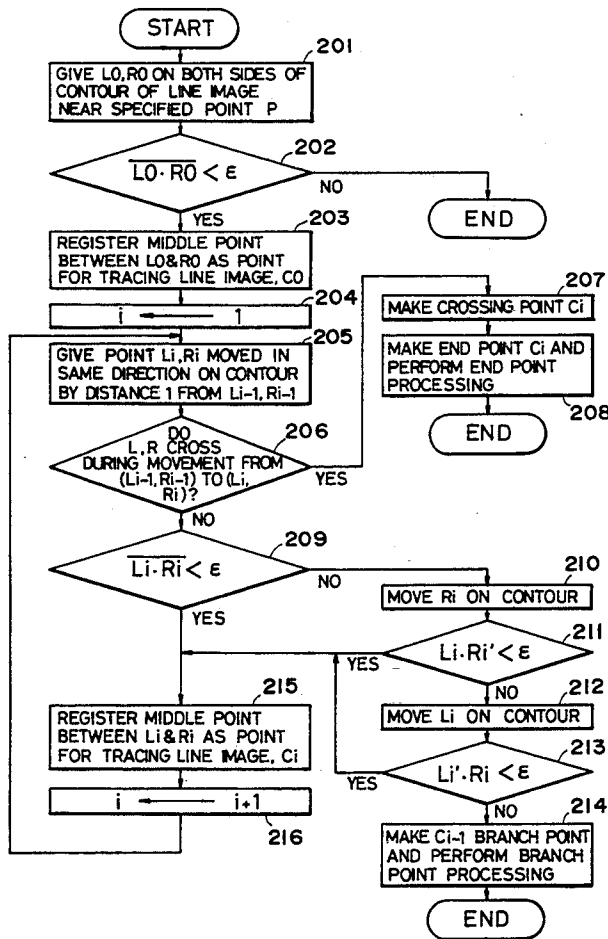 START
201
GIVE L0,R0 ON BOTH SIDES OF
CONTOUR OF LINE IMAGE
NEAR SPECIFIED POINT P
202
L0·R0 < ε
NO
END
YES
203
REGISTER MIDDLE POINT
BETWEEN L0&R0 AS POINT
FOR TRACING LINE IMAGE, C0
204
i ← 1
205
GIVE POINT Li,Ri MOVED IN
SAME DIRECTION ON CONTOUR
BY DISTANCE 1 FROM Li-1, Ri-1
206
DO
L,R CROSS
DURING MOVEMENT FROM
(Li-1,Ri-1) TO (Li,
Ri)?
YES
207
MAKE CROSSING POINT Ci
MAKE END POINT Ci AND
PERFORM END POINT
PROCESSING
208
END
NO
209
Li·Ri < ε
NO
YES
210
MOVE Ri ON CONTOUR
211
Li·Ri' < ε
YES
NO
212
MOVE Li ON CONTOUR
213
Li'·Ri < ε
YES
NO
214
MAKE Ci-1 BRANCH POINT
AND PERFORM BRANCH
POINT PROCESSING
END
215
REGISTER MIDDLE POINT
BETWEEN Li&Ri AS POINT
FOR TRACING LINE IMAGE, Ci
i ← i+1
216